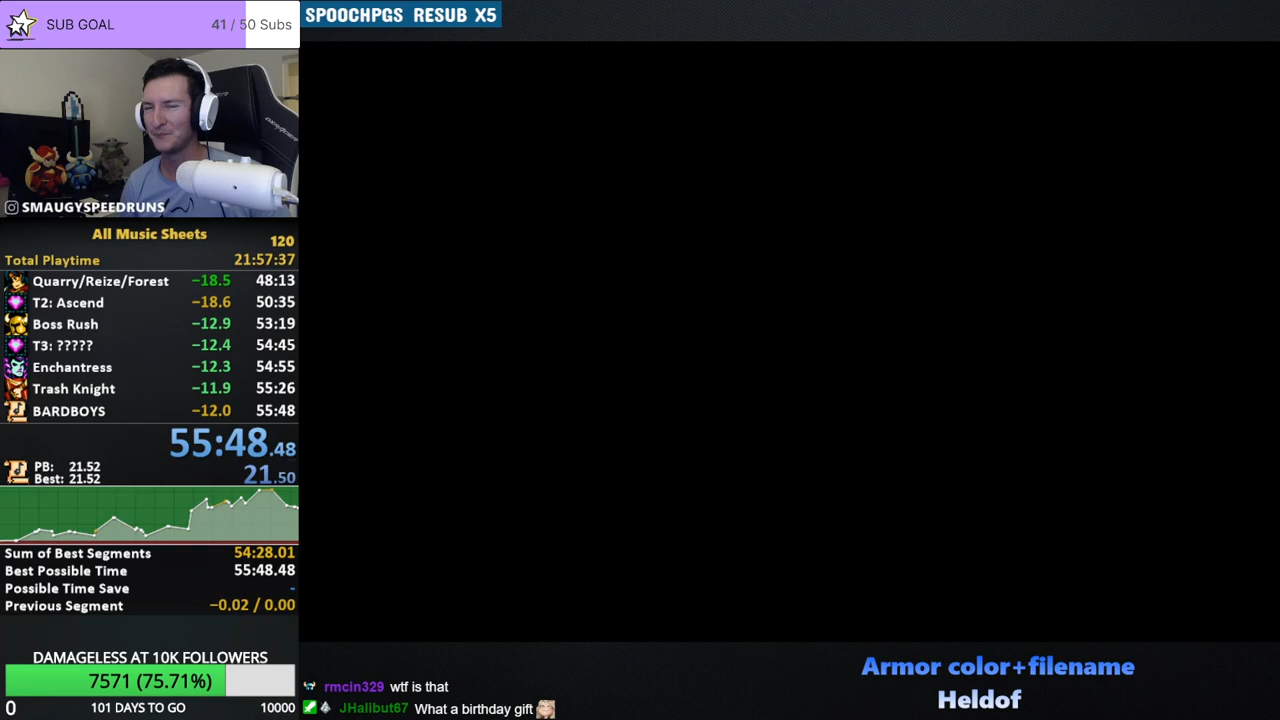 SUB GOAL 41 / 50 Subs
SPOOCHPGS RESUB X5
SMAUGYSPEEDRUNS
All Music Sheets 120
Total Playtime 21:57:37
Quarry/Reize/Forest −18.5 48:13
T2: Ascend −18.6 50:35
Boss Rush −12.9 53:19
T3: ????? −12.4 54:45
Enchantress −12.3 54:55
Trash Knight −11.9 55:26
BARDBOYS −12.0 55:48
55:48.48
PB: 21.52
Best: 21.52
21.50
Sum of Best Segments 54:28.01
Best Possible Time 55:48.48
Possible Time Save -
Previous Segment −0.02 / 0.00
DAMAGELESS AT 10K FOLLOWERS
7571 (75.71%)
0 101 DAYS TO GO 10000
rmcin329 wtf is that
JHalibut67 What a birthday gift
Armor color+filename
Heldof